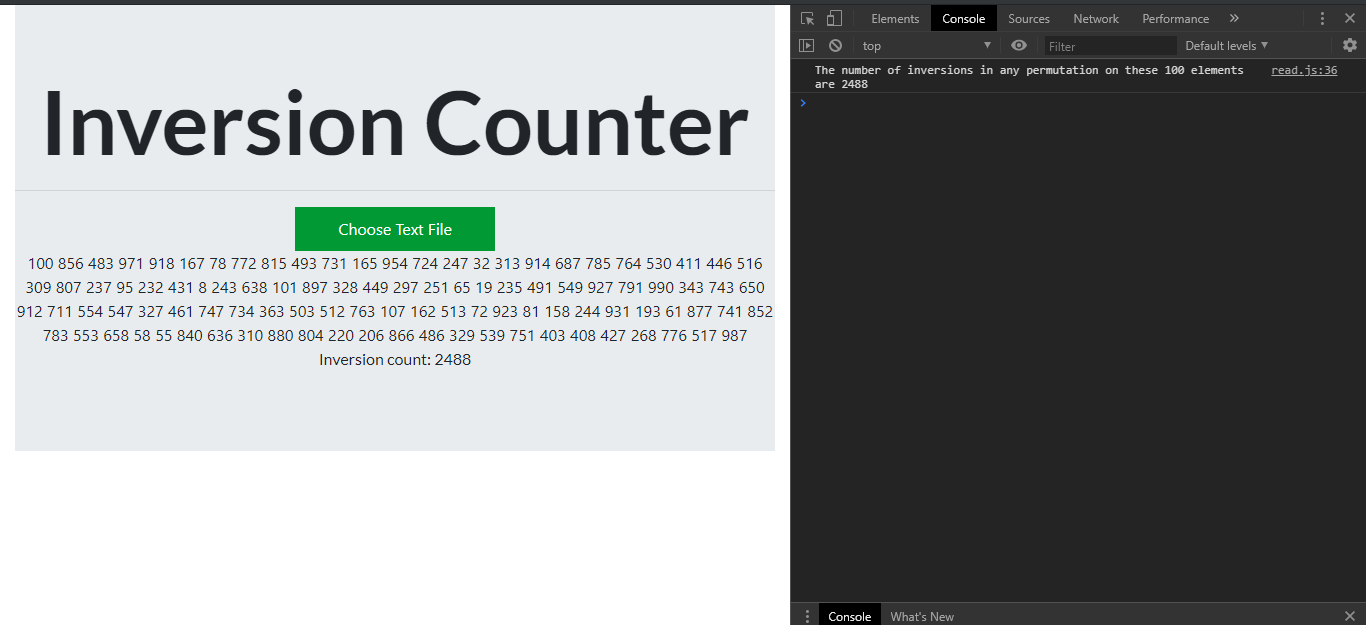 Inversion Counter
Choose Text File
100 856 483 971 918 167 78 772 815 493 731 165 954 724 247 32 313 914 687 785 764 530 411 446 516
309 807 237 95 232 431 8 243 638 101 897 328 449 297 251 65 19 235 491 549 927 791 990 343 743 650
912 711 554 547 327 461 747 734 363 503 512 763 107 162 513 72 923 81 158 244 931 193 61 877 741 852
783 553 658 58 55 840 636 310 880 804 220 206 866 486 329 539 751 403 408 427 268 776 517 987
Inversion count: 2488
Elements Console Sources Network Performance »
top Filter Default levels
The number of inversions in any permutation on these 100 elements read.js:36
are 2488
Console What's New